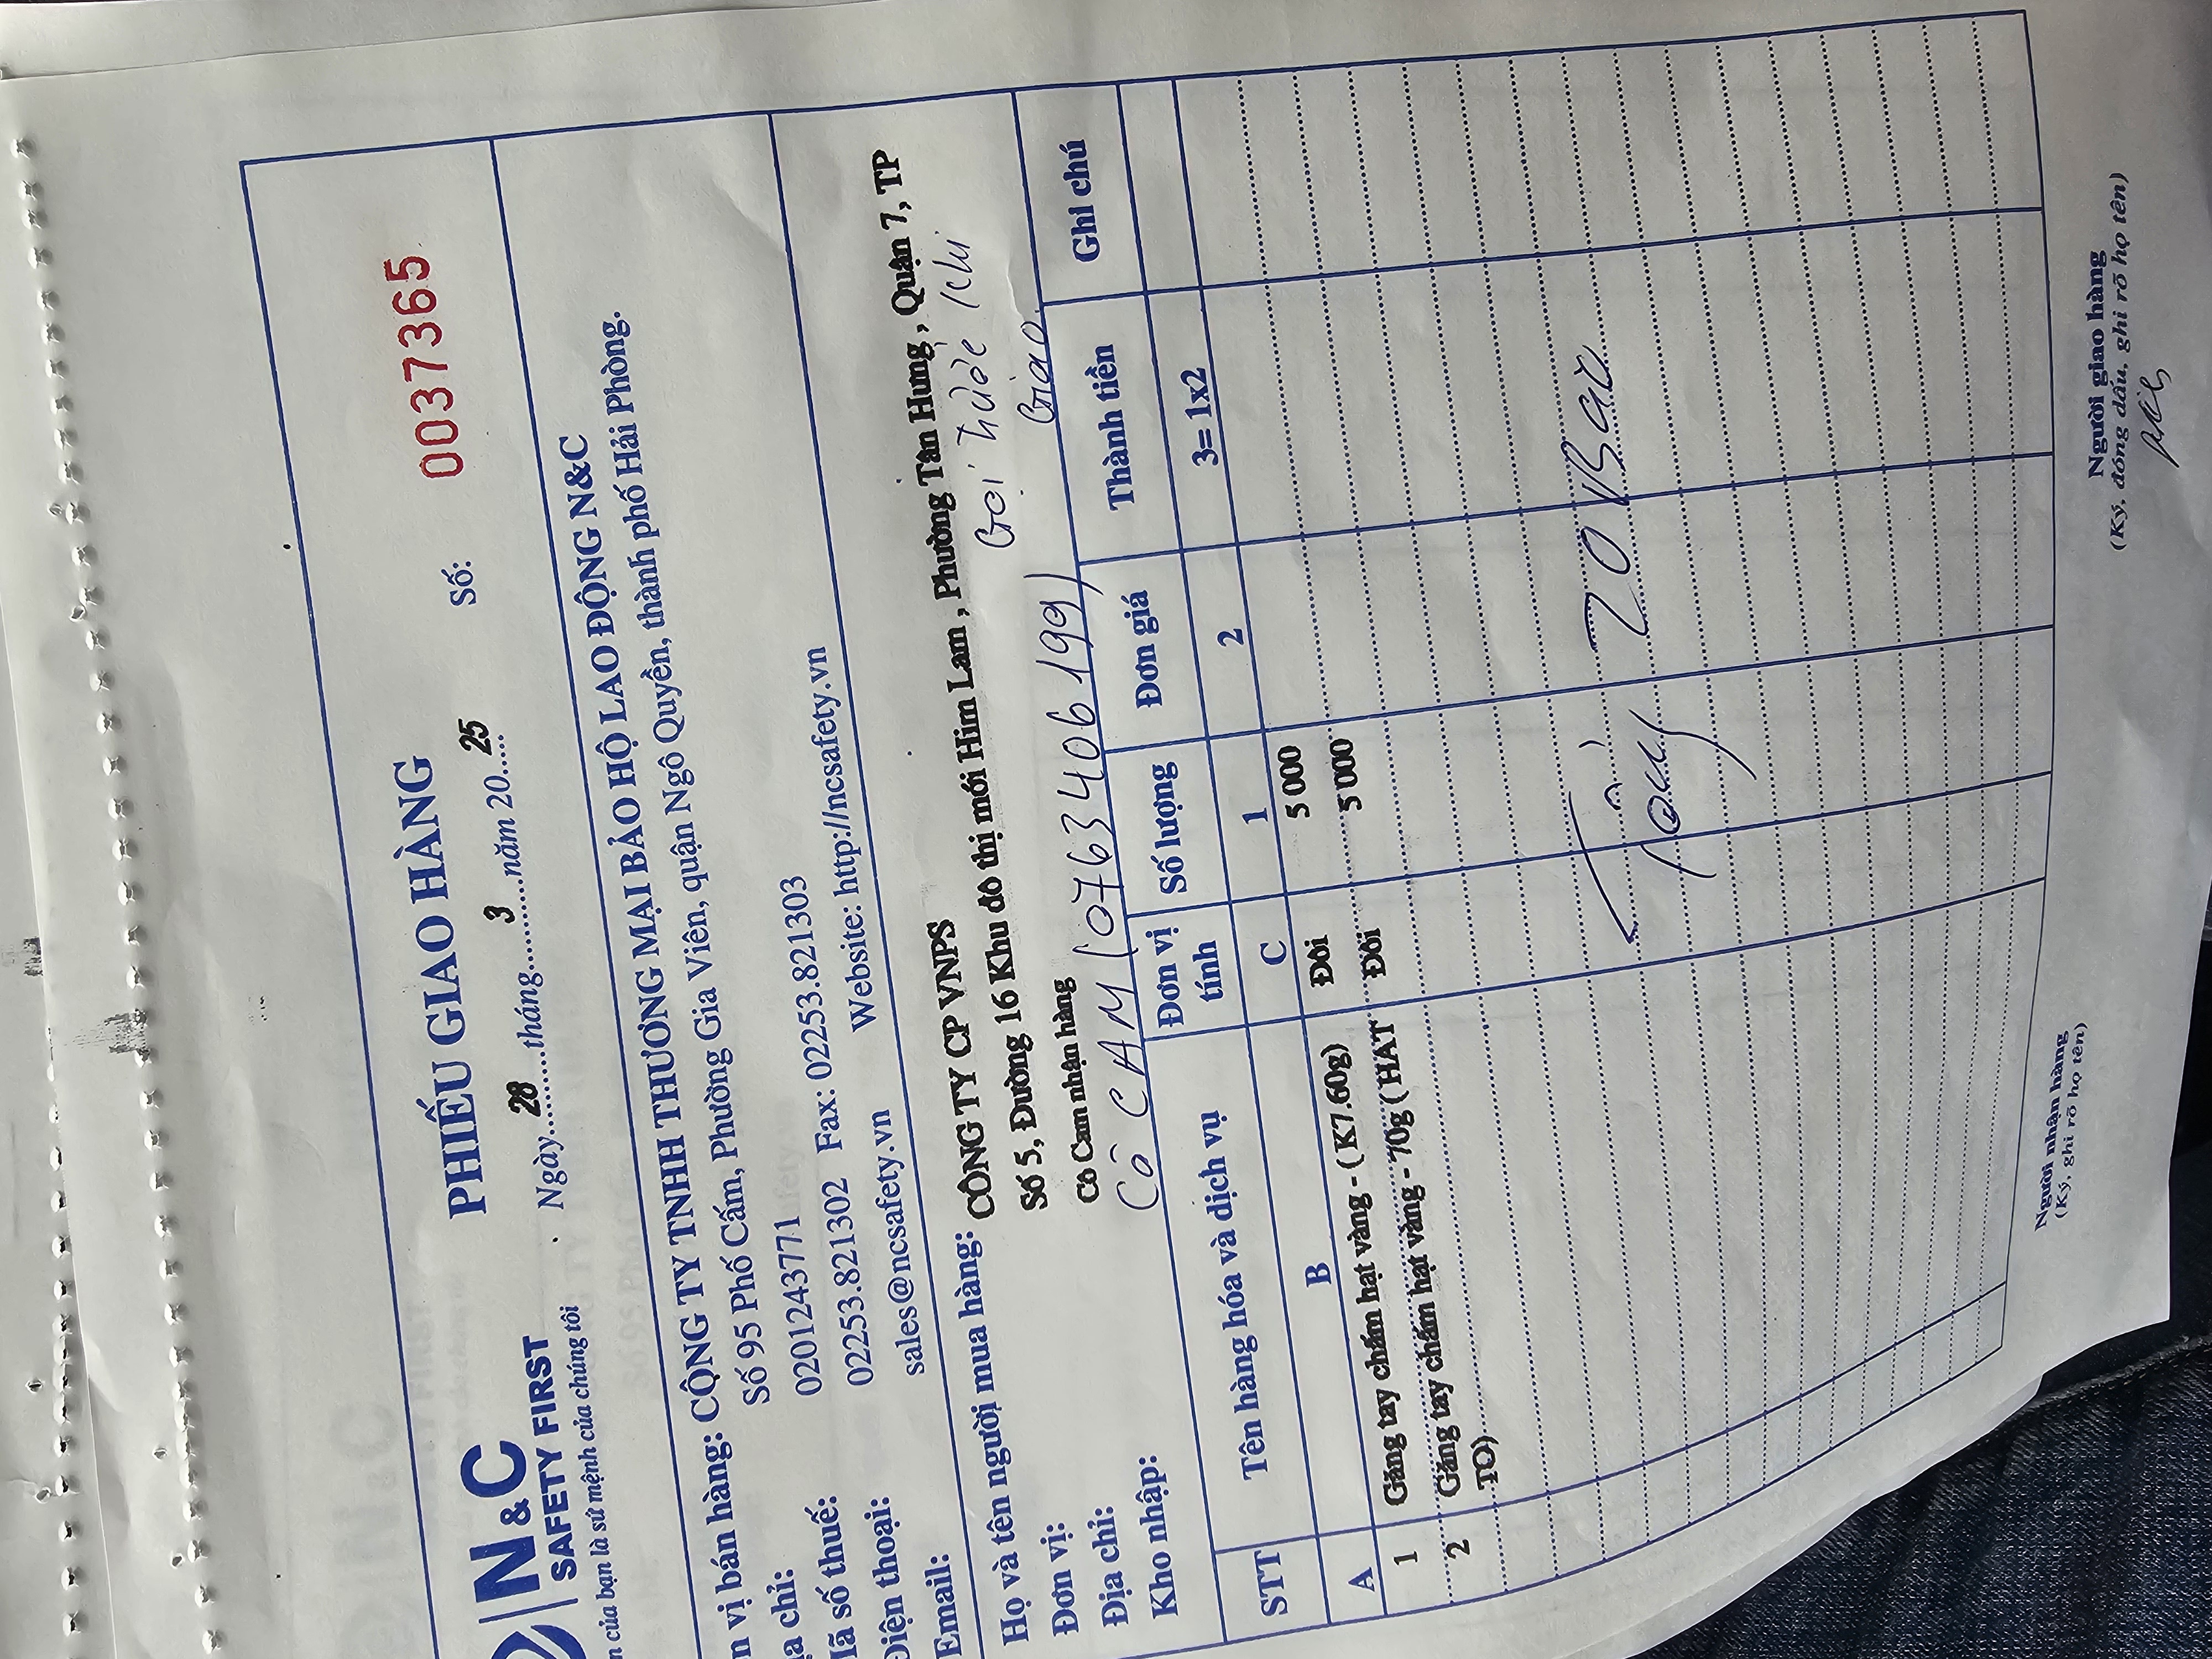 N&C
SAFETY FIRST
n của bạn là sứ mệnh của chúng tôi
PHIẾU GIAO HÀNG
Ngày 28 tháng 3 năm 20 25
Số: 0037365
n vị bán hàng: CÔNG TY TNHH THƯƠNG MẠI BẢO HỘ LAO ĐỘNG N&C
ịa chỉ: Số 95 Phố Cấm, Phường Gia Viên, quận Ngô Quyền, thành phố Hải Phòng.
Mã số thuế: 0201243771
Điện thoại: 02253.821302 Fax: 02253.821303
Email: sales@ncsafety.vn Website: http://ncsafety.vn
Họ và tên người mua hàng: CÔNG TY CP VNPS
Đơn vị: Số 5, Đường 16 Khu đô thị mới Him Lam , Phường Tân Hưng , Quận 7, TP
Địa chỉ: Cô Cam nhận hàng
Gọi trước khi
Giao
Kho nhập: CÔ CAM (0763406199)
STT Tên hàng hóa và dịch vụ Đơn vị tính Số lượng Đơn giá Thành tiền Ghi chú
A B C 1 2 3= 1x2
1 Găng tay chấm hạt vàng - ( K7.60g) Đôi 5 000
2 Găng tay chấm hạt vàng - 70g ( HẠT Đôi 5 000
TO)
20 Bao
Người nhận hàng
(Ký, ghi rõ họ tên)
Người giao hàng
(Ký, đóng dấu, ghi rõ họ tên)